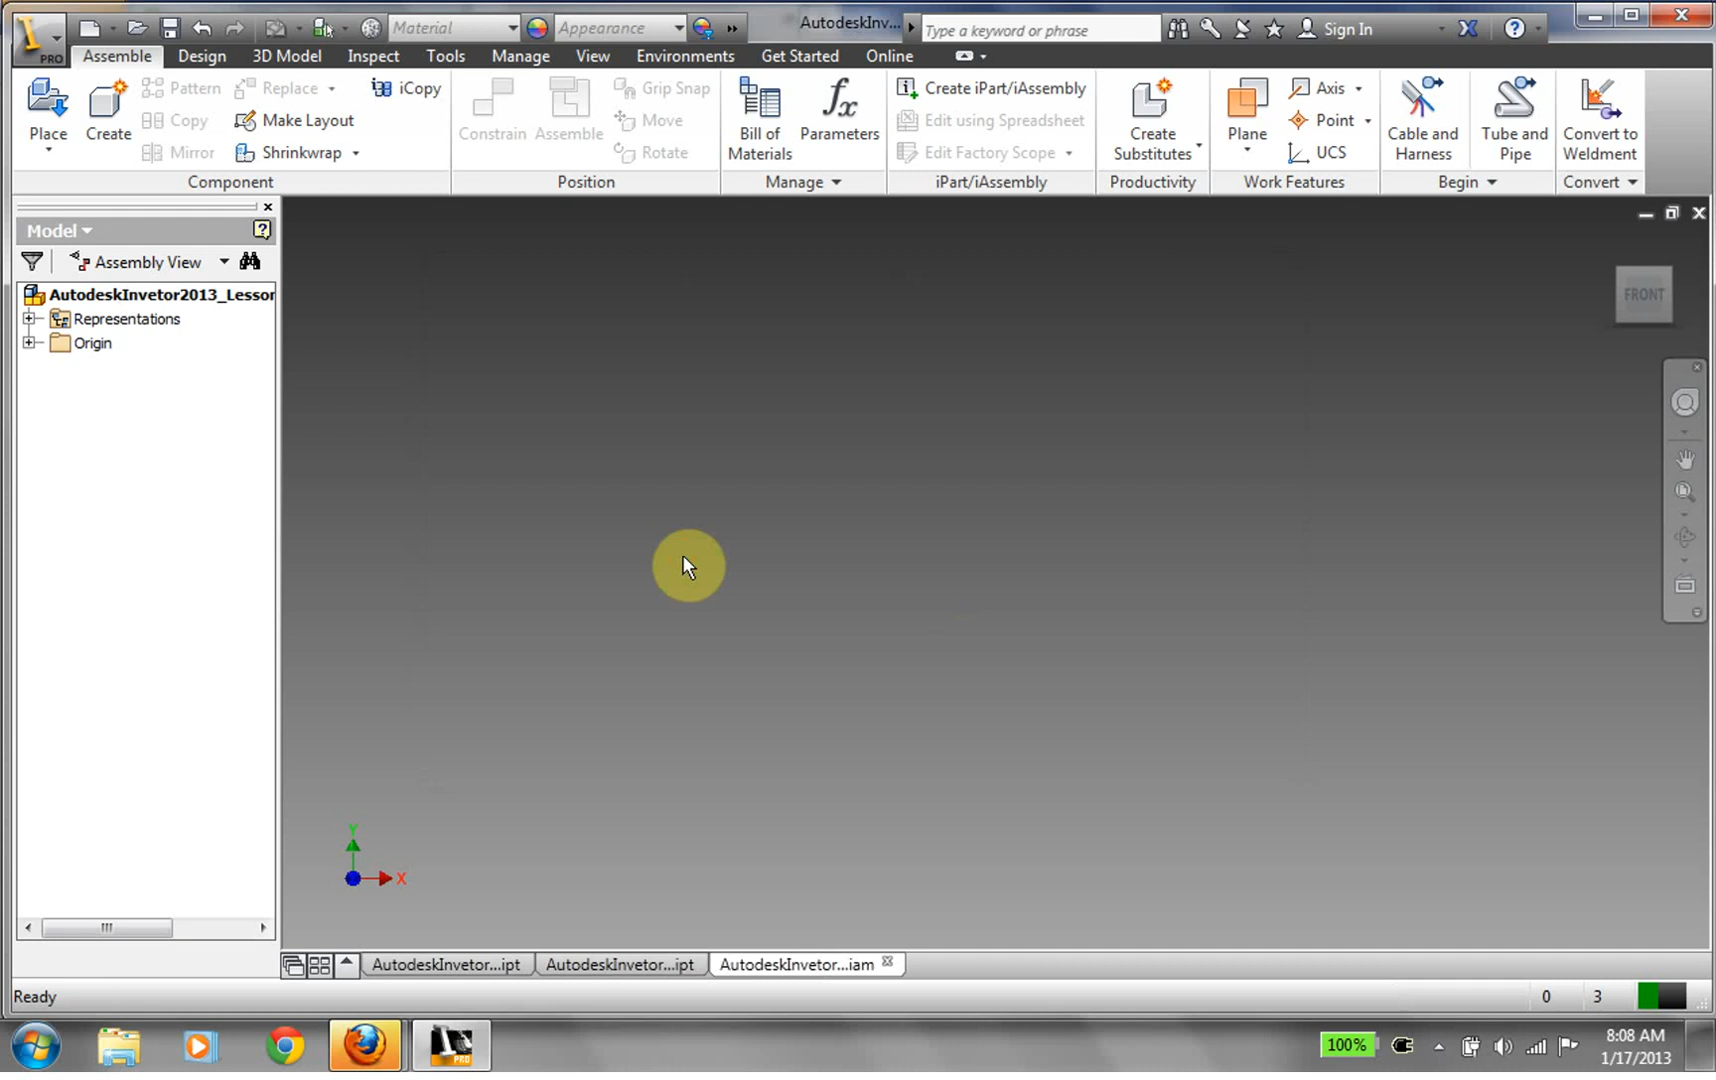 PRO
Material
Appearance
AutodeskInv...
Type a keyword or phrase
Sign In
Assemble
Design
3D Model
Inspect
Tools
Manage
View
Environments
Get Started
Online
Place
Create
Pattern
Copy
Mirror
Replace
Make Layout
Shrinkwrap
iCopy
Component
Constrain
Assemble
Grip Snap
Move
Rotate
Position
Bill of
Materials
fx
Parameters
Manage
Create iPart/iAssembly
Edit using Spreadsheet
Edit Factory Scope
iPart/iAssembly
Create
Substitutes
Productivity
Plane
Axis
Point
UCS
Work Features
Cable and
Harness
Tube and
Pipe
Begin
Convert to
Weldment
Convert
Model
Assembly View
AutodeskInvetor2013_Lesson
Representations
Origin
FRONT
Y
X
AutodeskInvetor...ipt
AutodeskInvetor...ipt
AutodeskInvetor...iam
Ready
0
3
PRO
100%
8:08 AM
1/17/2013